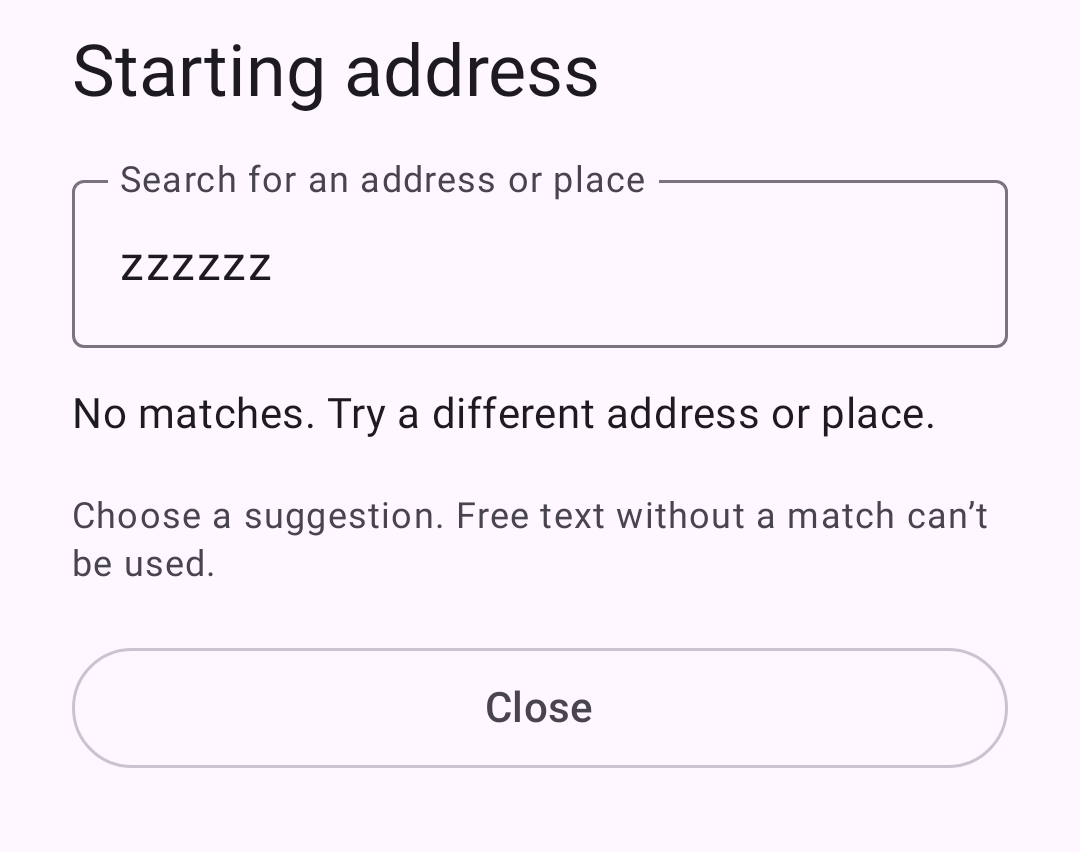 Starting address
Search for an address or place
zzzzzz
No matches. Try a different address or place.
Choose a suggestion. Free text without a match can’t
be used.
Close